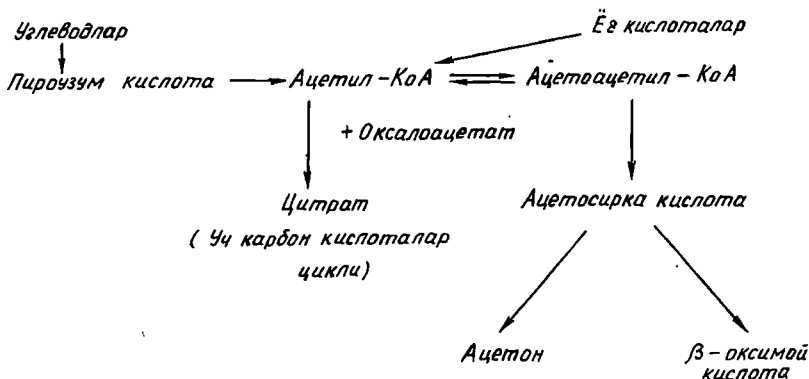 Углеводлар
Ёғ кислоталар
Пироузум кислота
Ацетил-КоА
Ацетоацетил-КоА
+ Оксалоацетат
Цитрат
(Уч карбон кислоталар
цикли)
Ацетосирка кислота
Ацетон
β-оксимой
кислота